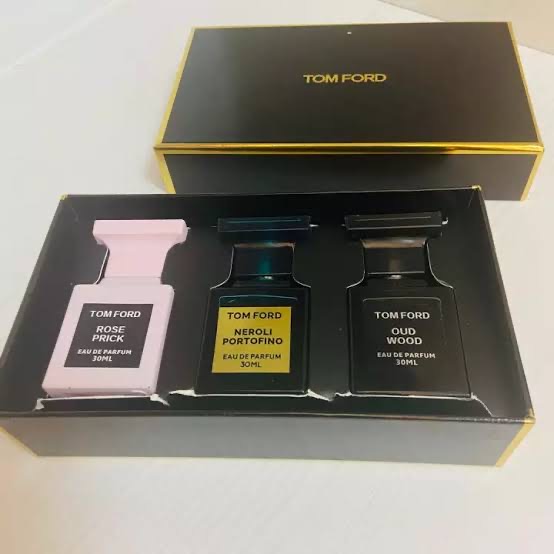 TOM FORD
TOM FORD
ROSE
PRICK
EAU DE PARFUM
30ML
TOM FORD
NEROLI
PORTOFINO
EAU DE PARFUM
30ML
TOM FORD
OUD
WOOD
EAU DE PARFUM
30ML